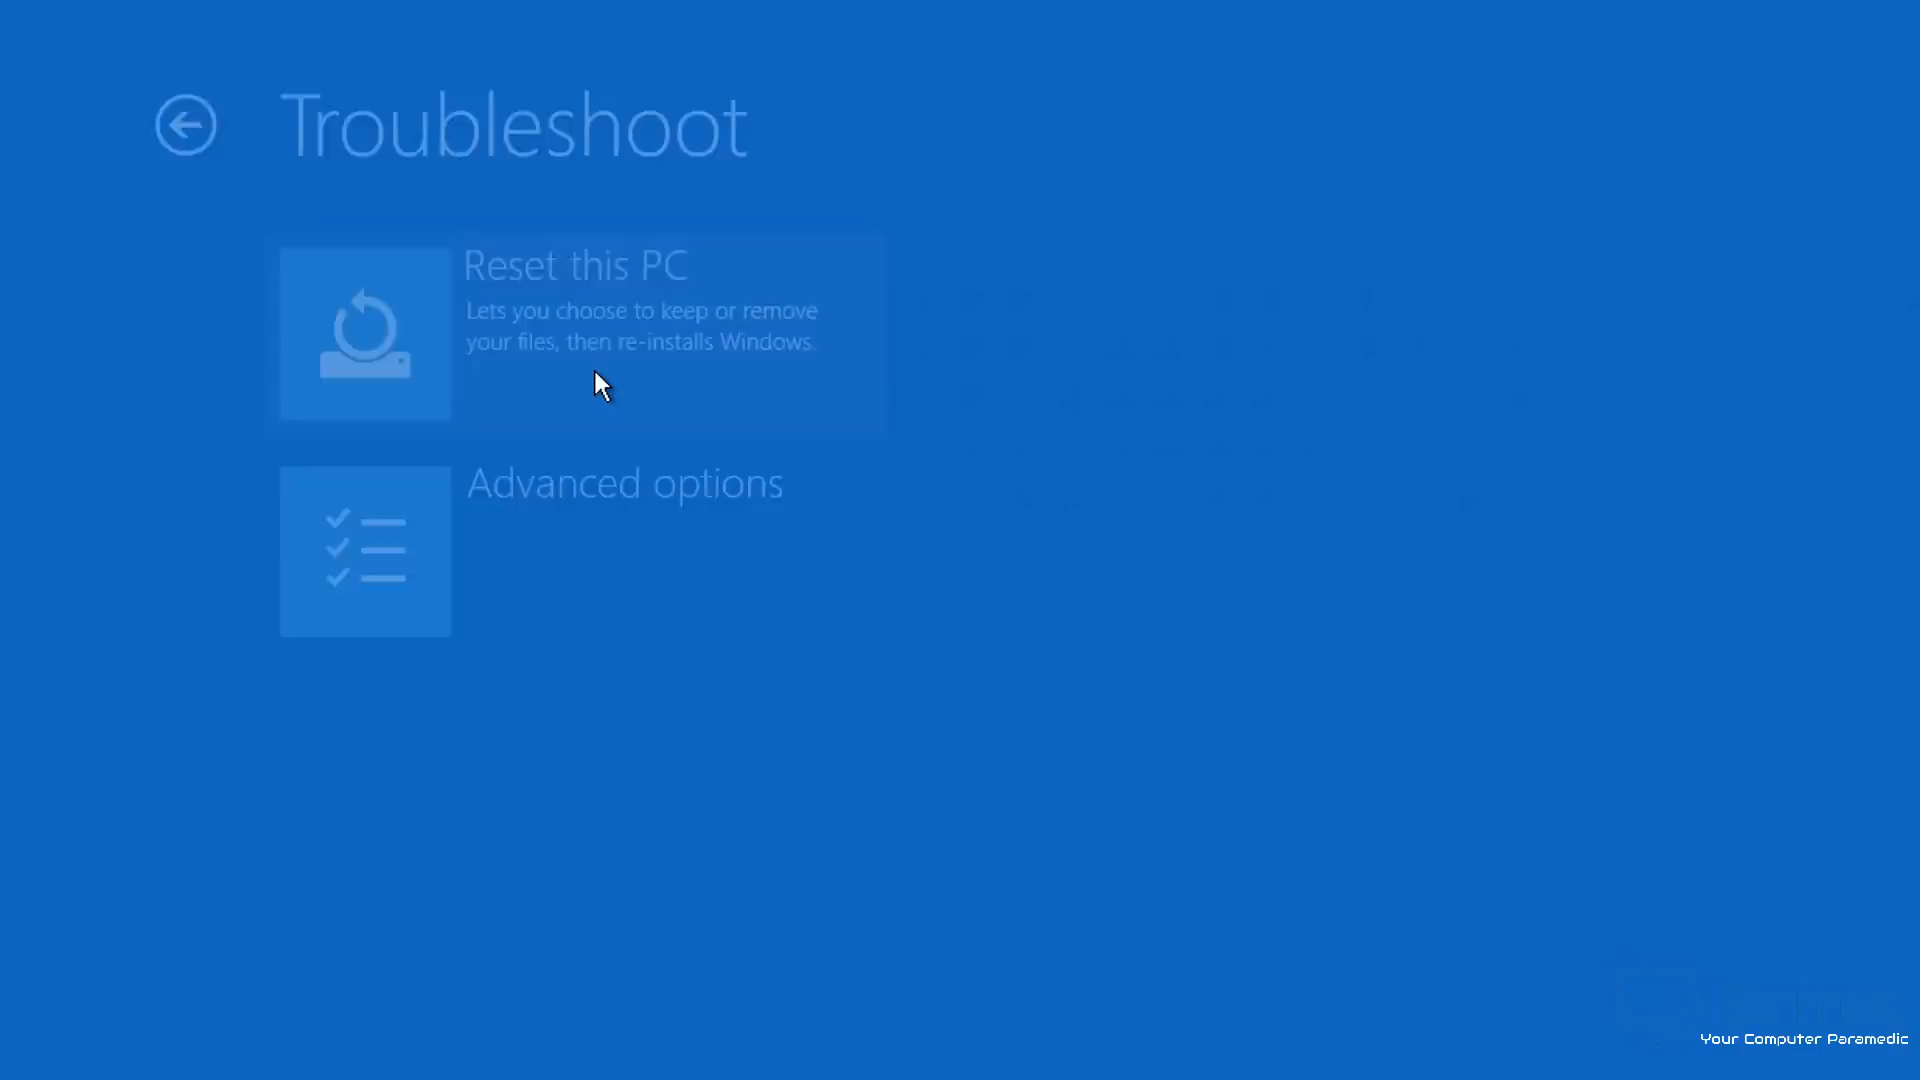 Troubleshoot
Reset this PC
Lets you choose to keep or remove
your files, then re-installs Windows.
Advanced options
Your Computer Paramedic